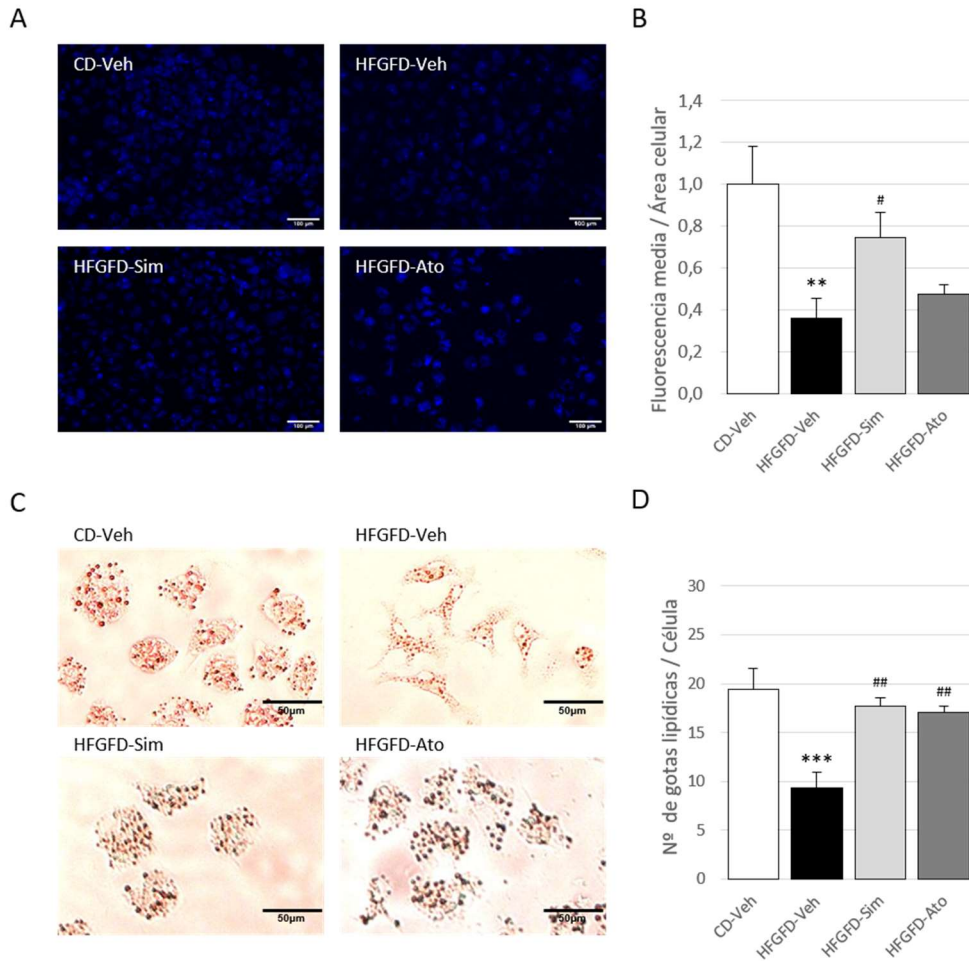 A
CD-Veh
100 µm
HFGFD-Veh
100 µm
HFGFD-Sim
100 µm
HFGFD-Ato
100 µm
B
Fluorescencia media / Área celular
1,4
1,2
1,0
0,8
0,6
0,4
0,2
0,0
**
#
CD-Veh
HFGFD-Veh
HFGFD-Sim
HFGFD-Ato
C
CD-Veh
50µm
HFGFD-Veh
50µm
HFGFD-Sim
50µm
HFGFD-Ato
50µm
D
Nº de gotas lipídicas / Célula
30
25
20
15
10
5
0
***
##
##
CD-Veh
HFGFD-Veh
HFGFD-Sim
HFGFD-Ato